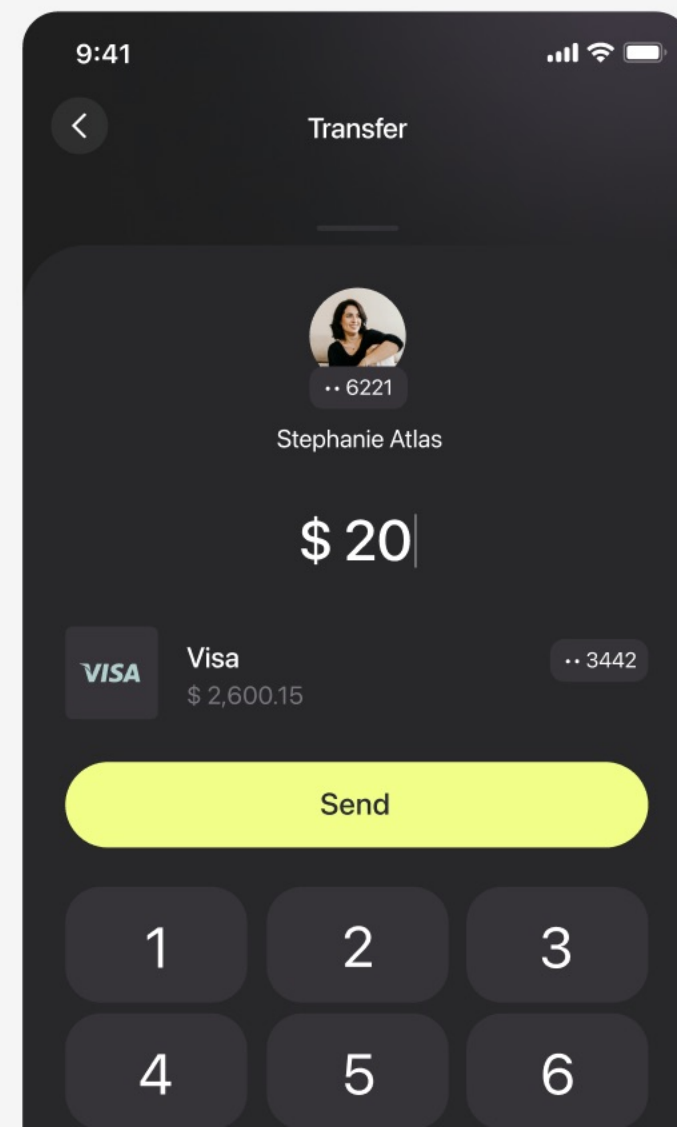 9:41
Transfer
·· 6221
Stephanie Atlas
$ 20
VISA
Visa
$ 2,600.15
·· 3442
Send
1 2 3
4 5 6